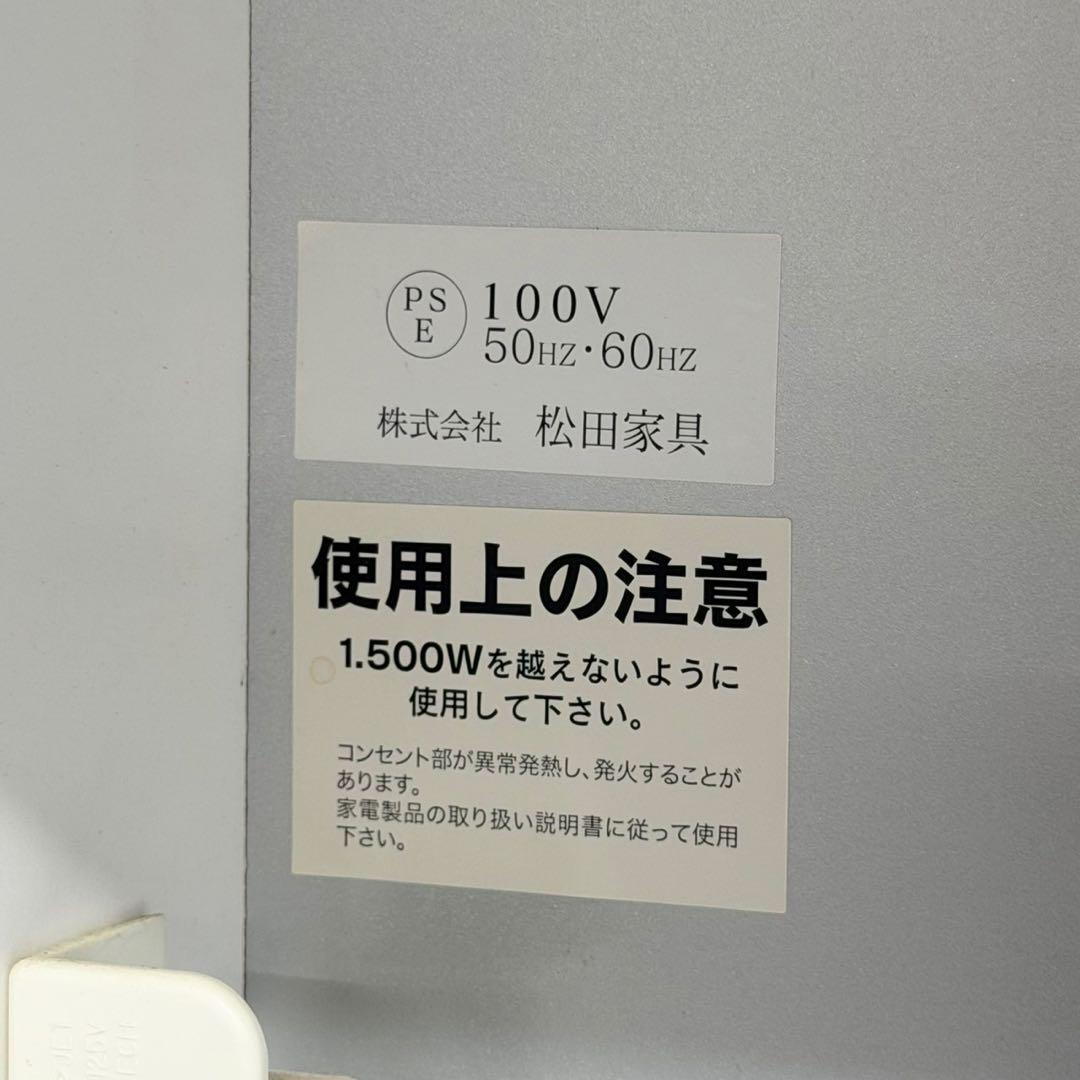 PS
E
100V
50HZ・60HZ
株式会社 松田家具
使用上の注意
1.500Wを越えないように
使用して下さい。
コンセント部が異常発熱し、発火することが
あります。
家電製品の取り扱い説明書に従って使用
下さい。